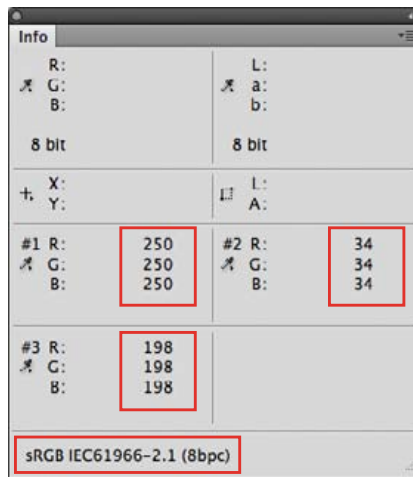 Info
R:
G:
B:
8 bit
L:
a:
b:
8 bit
X:
Y:
L:
A:
#1 R: 250
G: 250
B: 250
#2 R: 34
G: 34
B: 34
#3 R: 198
G: 198
B: 198
sRGB IEC61966-2.1 (8bpc)